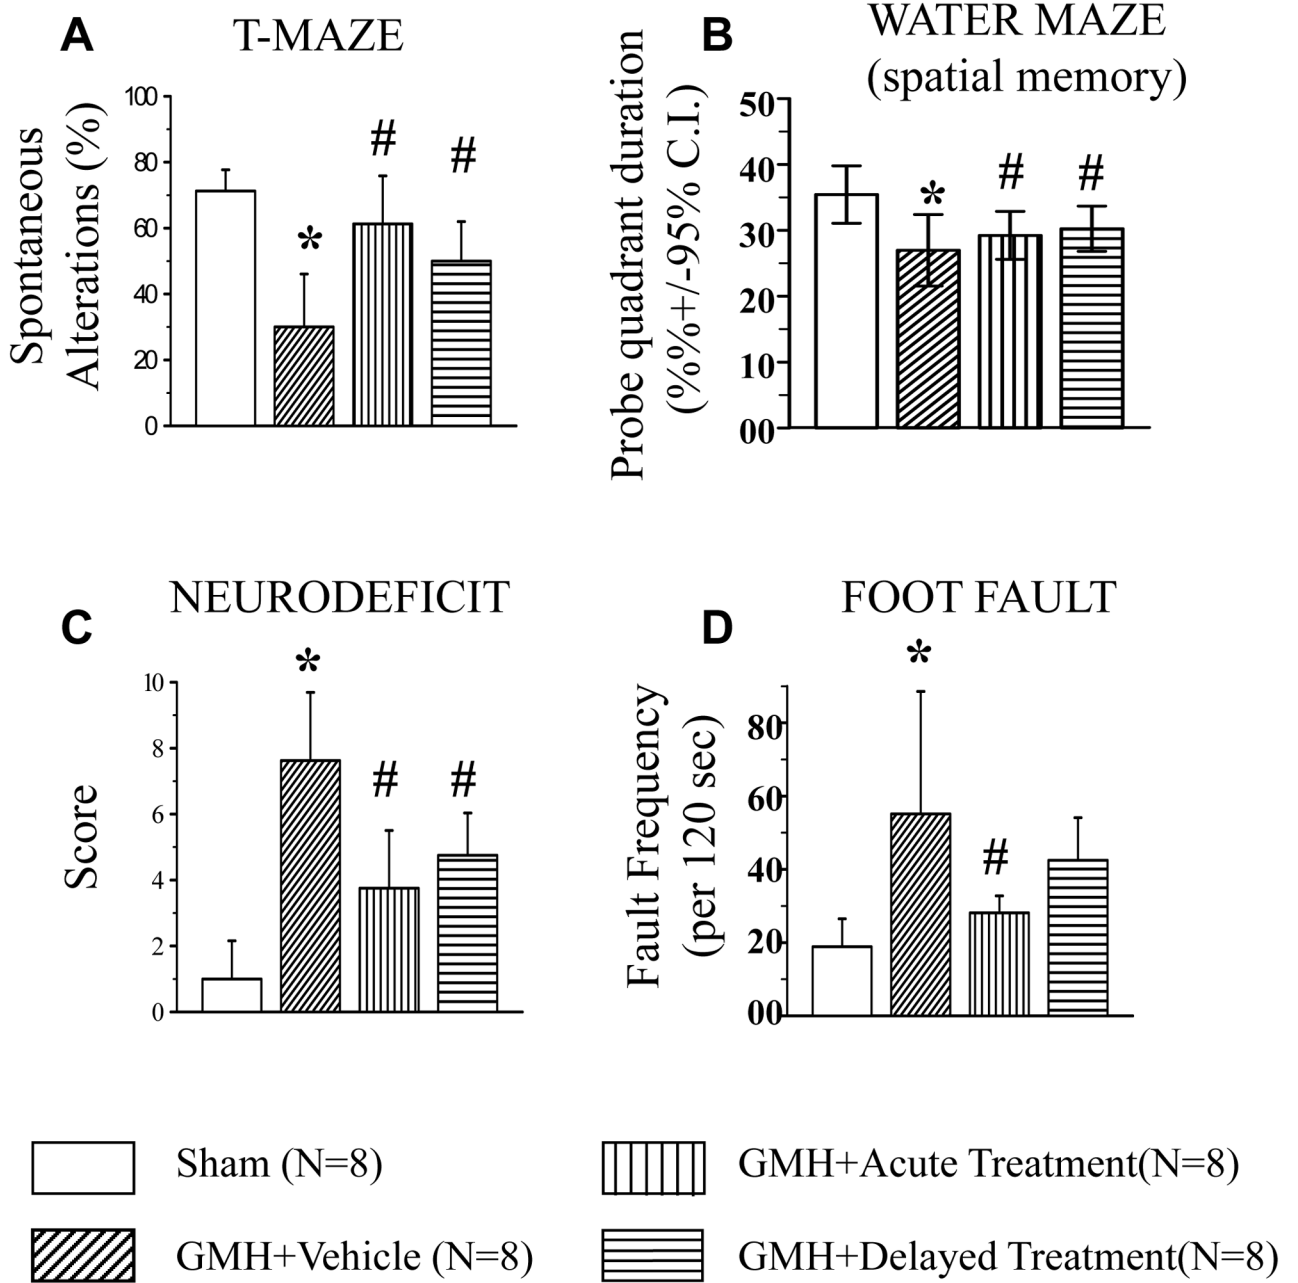 A
T-MAZE
Spontaneous
Alterations (%)
100
80
60
40
20
0
*
#
#
B
WATER MAZE
(spatial memory)
Probe quadrant duration
(%%+/-95% C.I.)
50
40
30
20
10
00
*
#
#
C
NEURODEFICIT
Score
10
8
6
4
2
0
*
#
#
D
FOOT FAULT
Fault Frequency
(per 120 sec)
80
60
40
20
00
*
#
Sham (N=8)
GMH+Vehicle (N=8)
GMH+Acute Treatment(N=8)
GMH+Delayed Treatment(N=8)